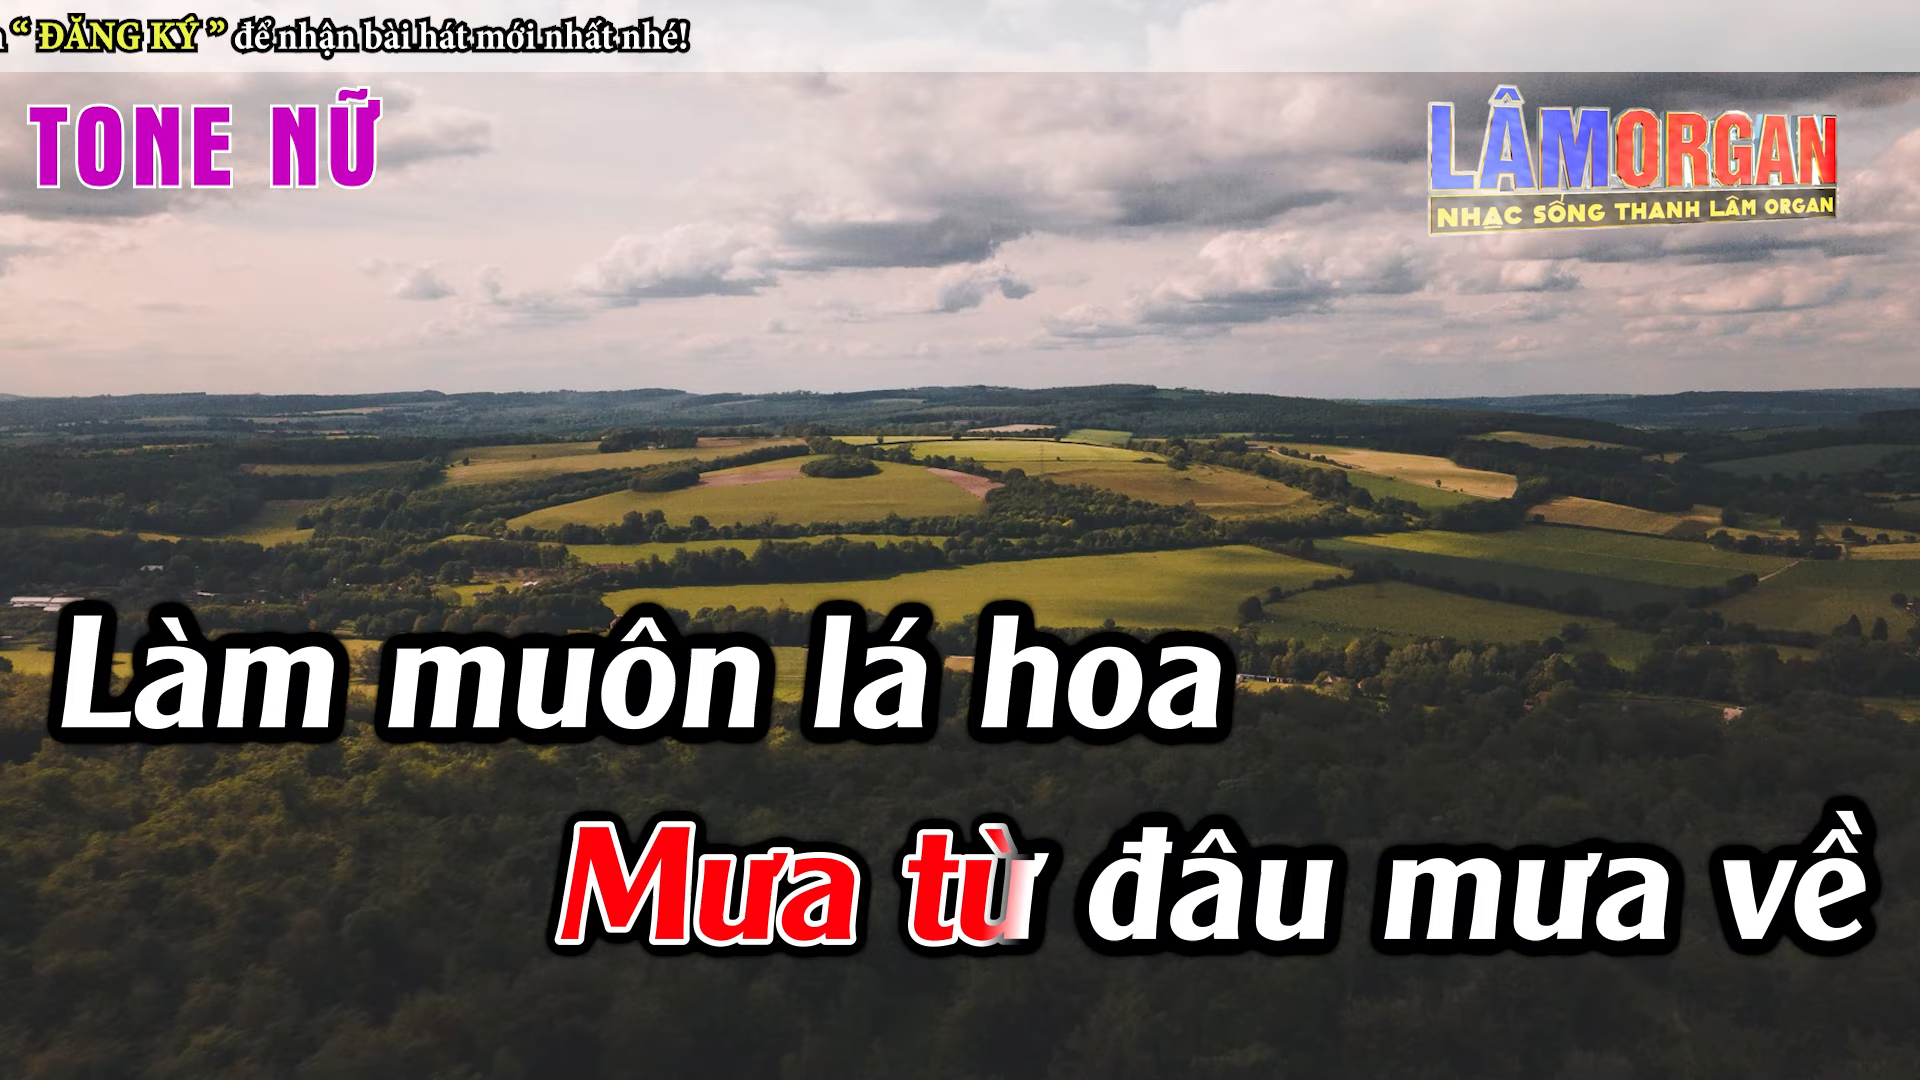 “ ĐĂNG KÝ ” để nhận bài hát mới nhất nhé!
TONE NỮ
LÂMORGAN
NHẠC SỐNG THANH LÂM ORGAN
Làm muôn lá hoa
Mưa từ đâu mưa về